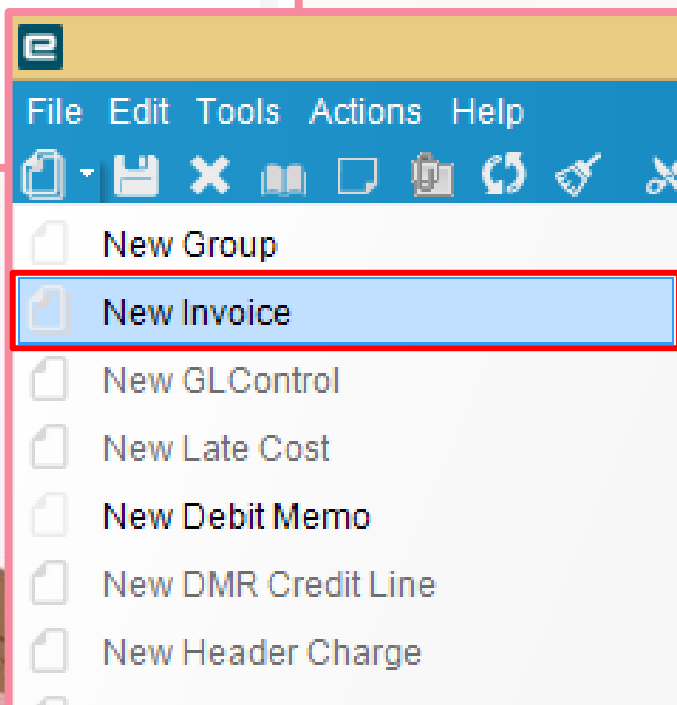 File Edit Tools Actions Help
New Group
New Invoice
New GLControl
New Late Cost
New Debit Memo
New DMR Credit Line
New Header Charge